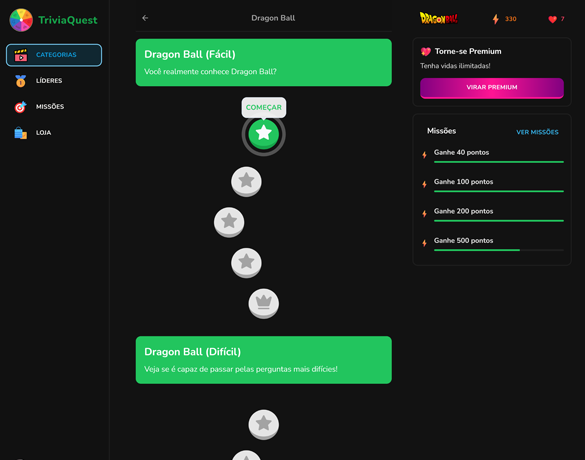 TriviaQuest
CATEGORIAS
LÍDERES
MISSÕES
LOJA
Dragon Ball
Dragon Ball (Fácil)
Você realmente conhece Dragon Ball?
COMEÇAR
Dragon Ball (Difícil)
Veja se é capaz de passar pelas perguntas mais difícies!
DRAGON BALL
330
7
Torne-se Premium
Tenha vidas ilimitadas!
VIRAR PREMIUM
Missões
VER MISSÕES
Ganhe 40 pontos
Ganhe 100 pontos
Ganhe 200 pontos
Ganhe 500 pontos